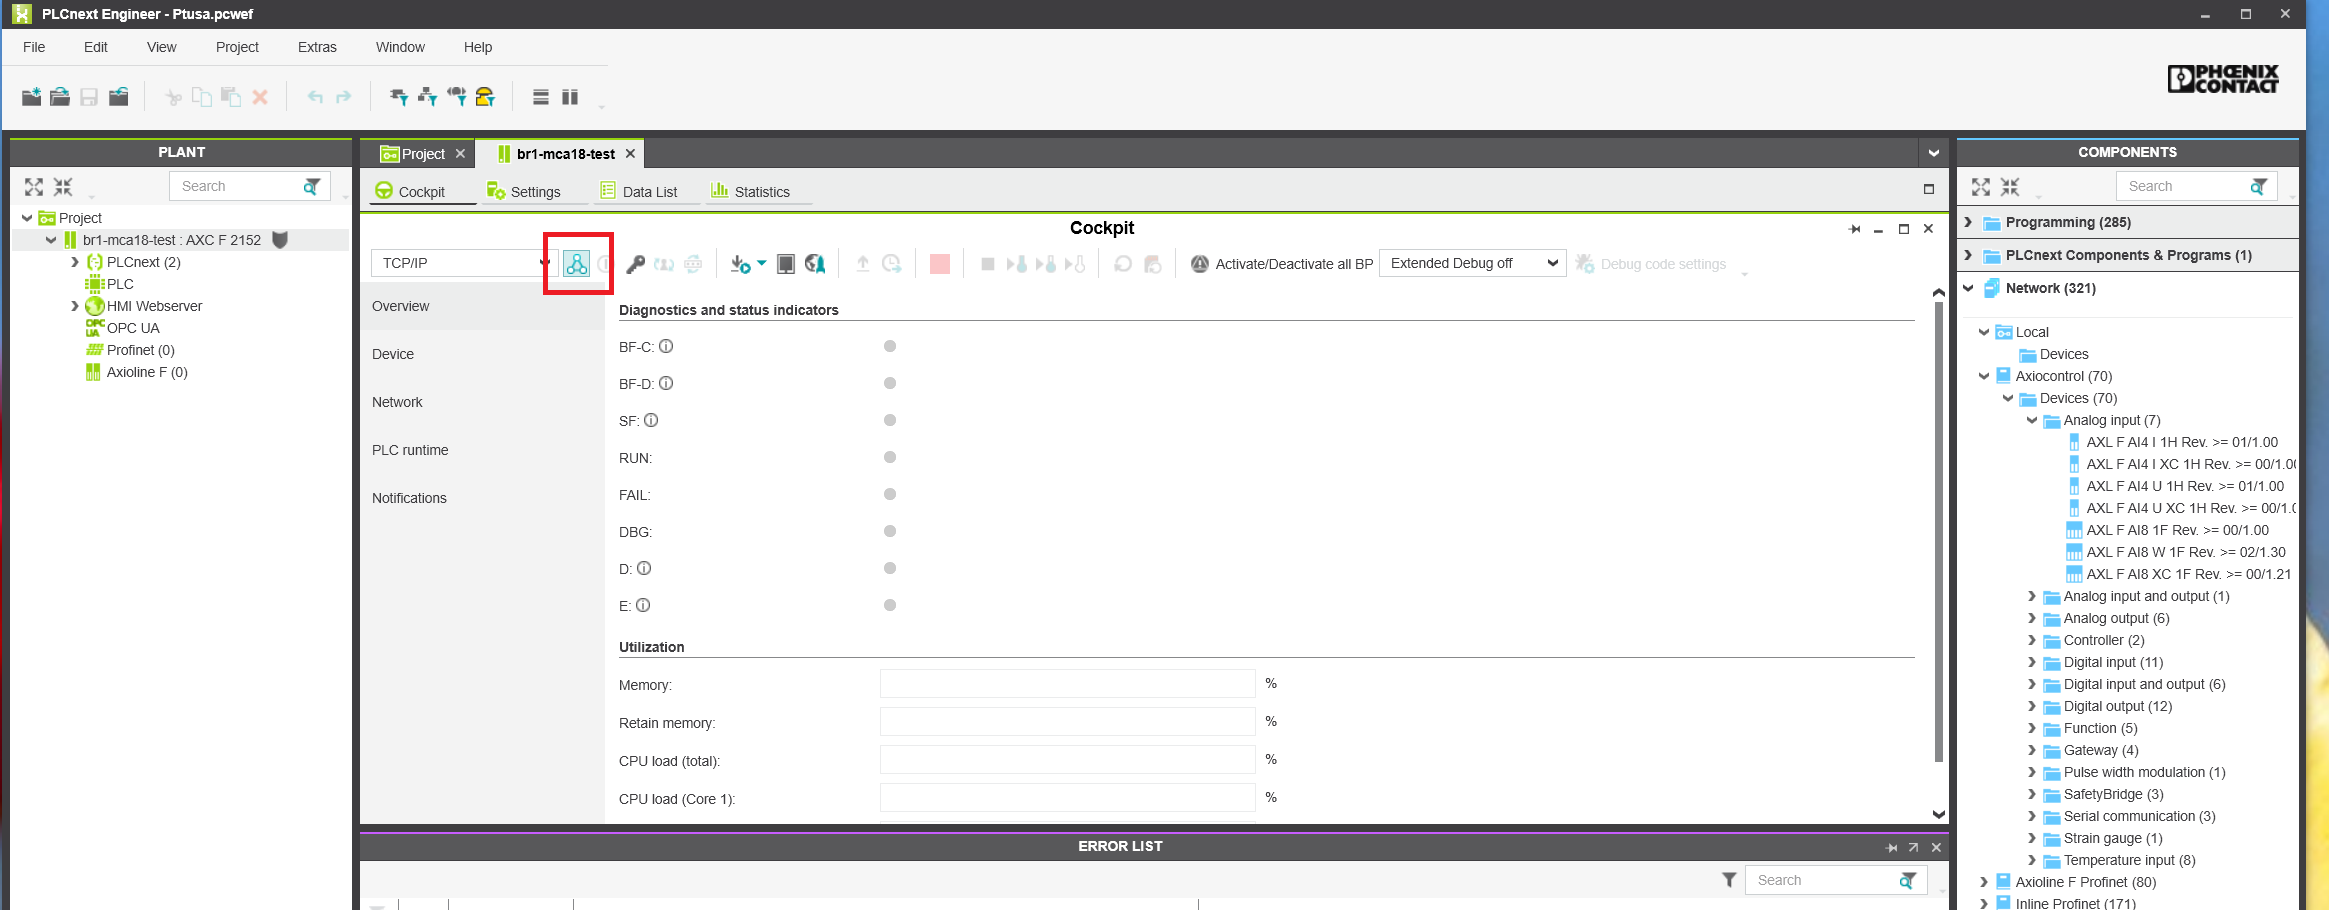 PLCnext Engineer - Ptusa.pcwef
File Edit View Project Extras Window Help
PHŒNIX
CONTACT
PLANT
Search
Project
br1-mca18-test : AXC F 2152
PLCnext (2)
PLC
HMI Webserver
OPC UA
OPC UA
Profinet (0)
Axioline F (0)
Project br1-mca18-test
Cockpit Settings Data List Statistics
Cockpit
TCP/IP Activate/Deactivate all BP Extended Debug off Debug code settings
Overview
Device
Network
PLC runtime
Notifications
Diagnostics and status indicators
BF-C:
BF-D:
SF:
RUN:
FAIL:
DBG:
D:
E:
Utilization
Memory: %
Retain memory: %
CPU load (total): %
CPU load (Core 1): %
ERROR LIST
Search
COMPONENTS
Search
Programming (285)
PLCnext Components & Programs (1)
Network (321)
Local
Devices
Axiocontrol (70)
Devices (70)
Analog input (7)
AXL F AI4 I 1H Rev. >= 01/1.00
AXL F AI4 I XC 1H Rev. >= 00/1.0
AXL F AI4 U 1H Rev. >= 01/1.00
AXL F AI4 U XC 1H Rev. >= 00/1.
AXL F AI8 1F Rev. >= 00/1.00
AXL F AI8 W 1F Rev. >= 02/1.30
AXL F AI8 XC 1F Rev. >= 00/1.21
Analog input and output (1)
Analog output (6)
Controller (2)
Digital input (11)
Digital input and output (6)
Digital output (12)
Function (5)
Gateway (4)
Pulse width modulation (1)
SafetyBridge (3)
Serial communication (3)
Strain gauge (1)
Temperature input (8)
Axioline F Profinet (80)
Inline Profinet (171)